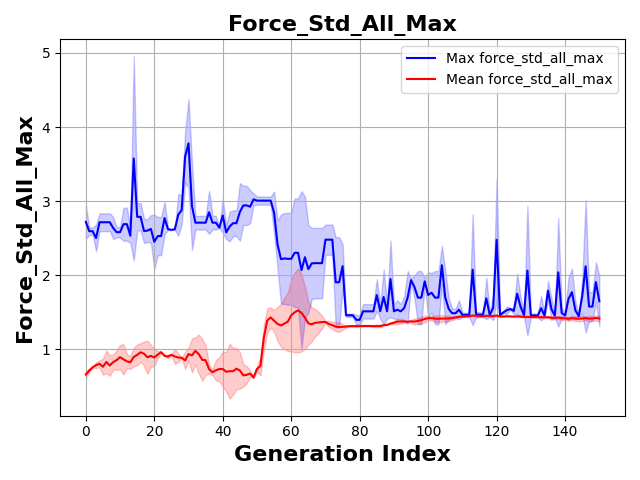 Force_Std_All_Max
Max force_std_all_max
Mean force_std_all_max
Force_Std_All_Max
5
4
3
2
1
0 20 40 60 80 100 120 140
Generation Index